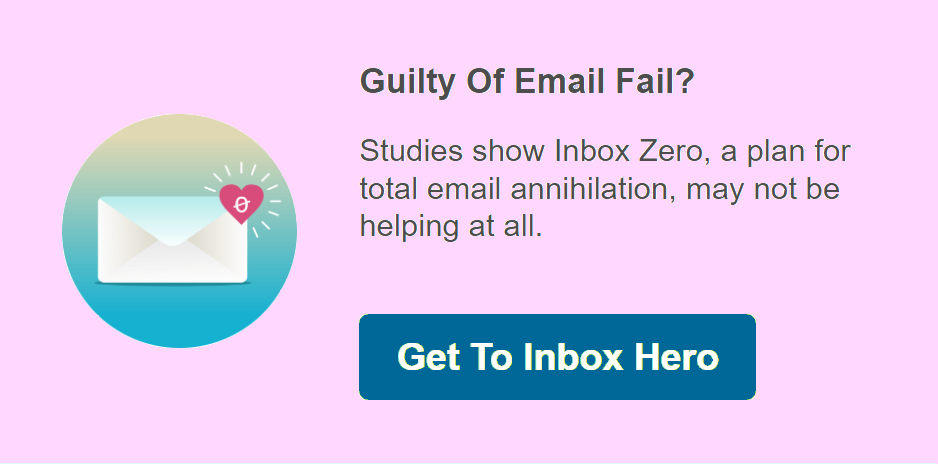 Guilty Of Email Fail?
Studies show Inbox Zero, a plan for
total email annihilation, may not be
helping at all.
0
Get To Inbox Hero